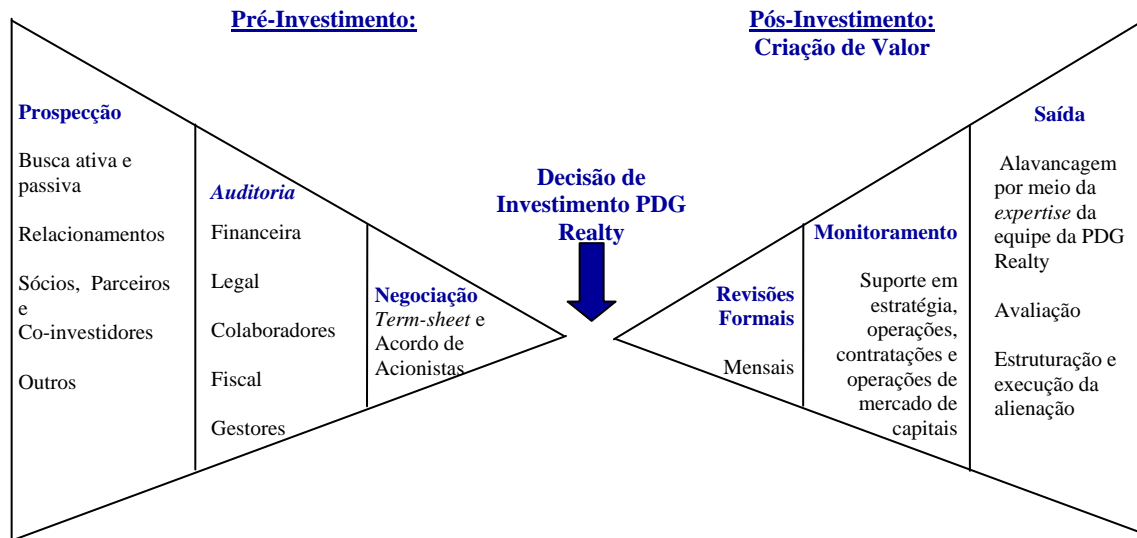 Pré-Investimento:
Prospecção
Busca ativa e
passiva
Relacionamentos
Sócios, Parceiros
e
Co-investidores
Outros
Auditoria
Financeira
Legal
Colaboradores
Fiscal
Gestores
Negociação
Term-sheet e
Acordo de
Acionistas
Decisão de
Investimento PDG
Realty
Pós-Investimento:
Criação de Valor
Revisões
Formais
Mensais
Monitoramento
Suporte em
estratégia,
operações,
contratações e
operações de
mercado de
capitais
Saída
Alavancagem
por meio da
expertise da
equipe da PDG
Realty
Avaliação
Estruturação e
execução da
alienação